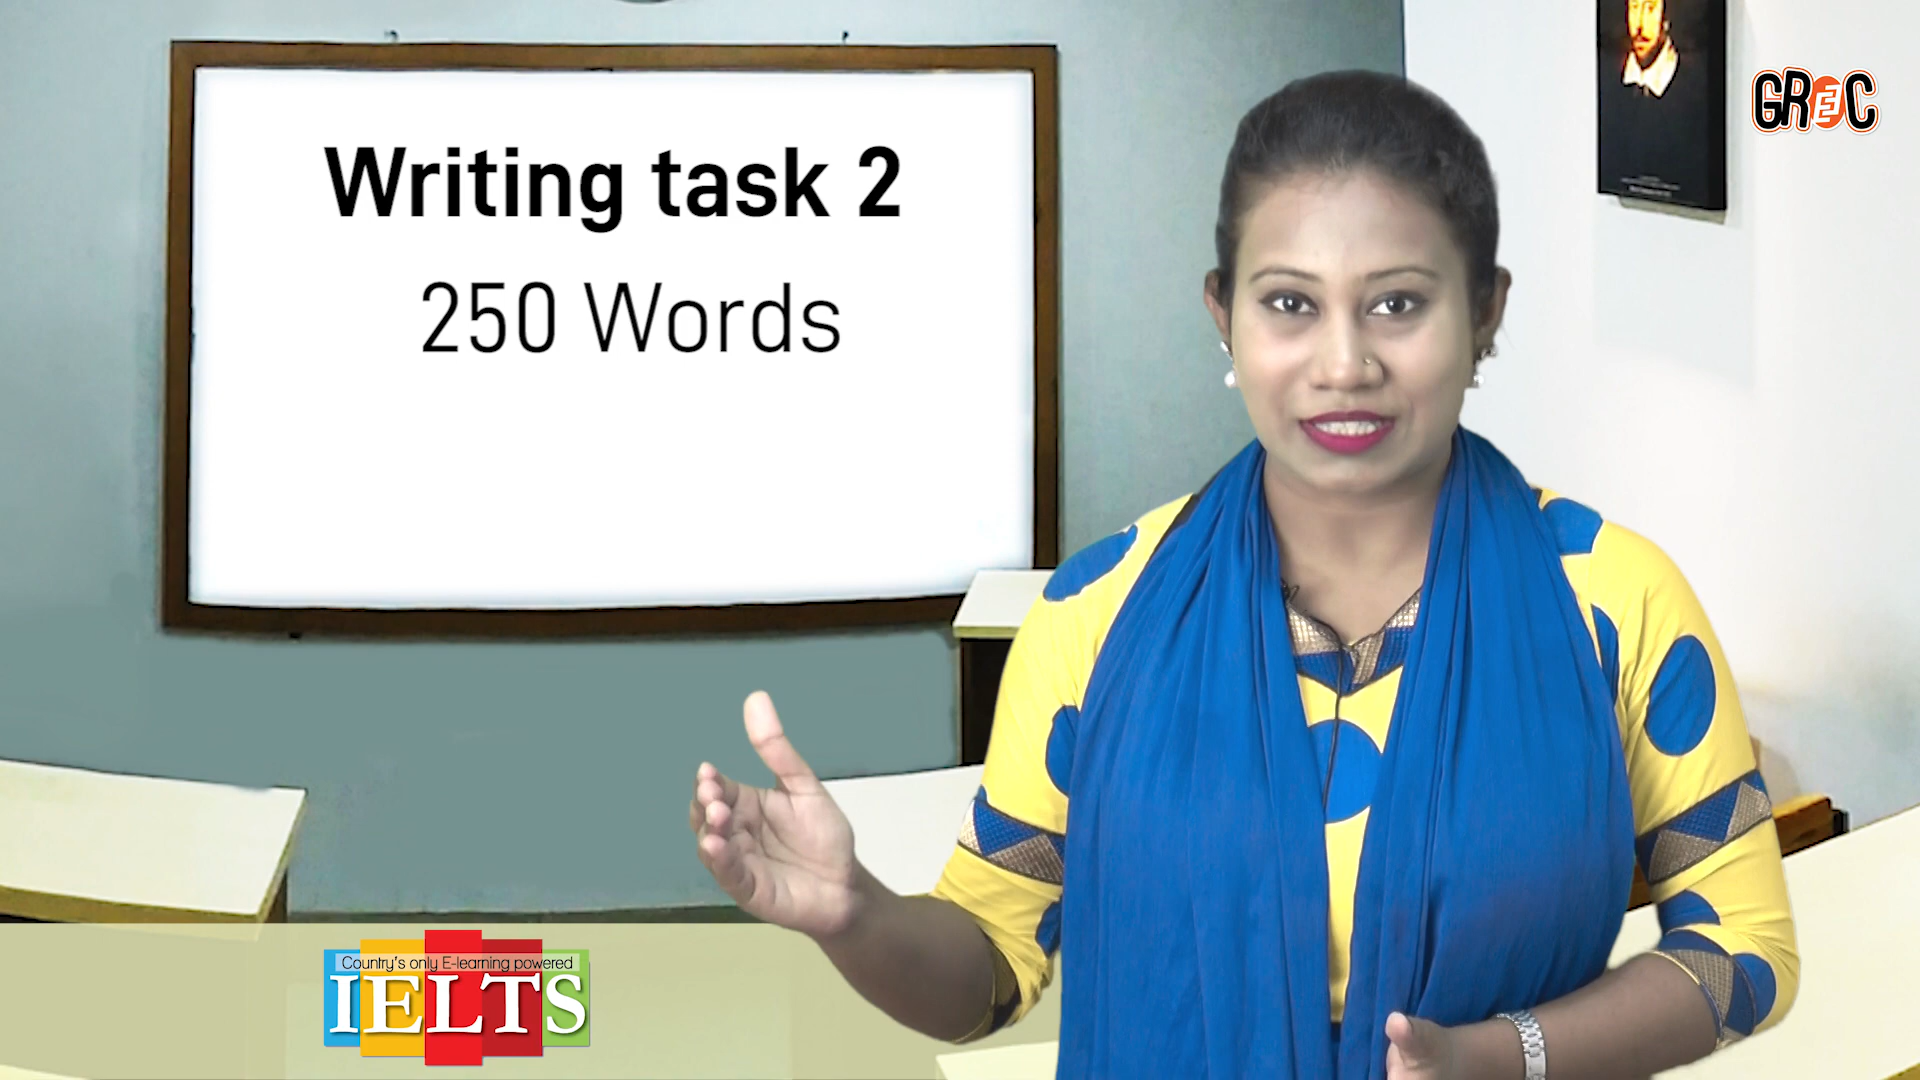 Writing task 2
250 Words
GREC
Country's only E-learning powered
IELTS